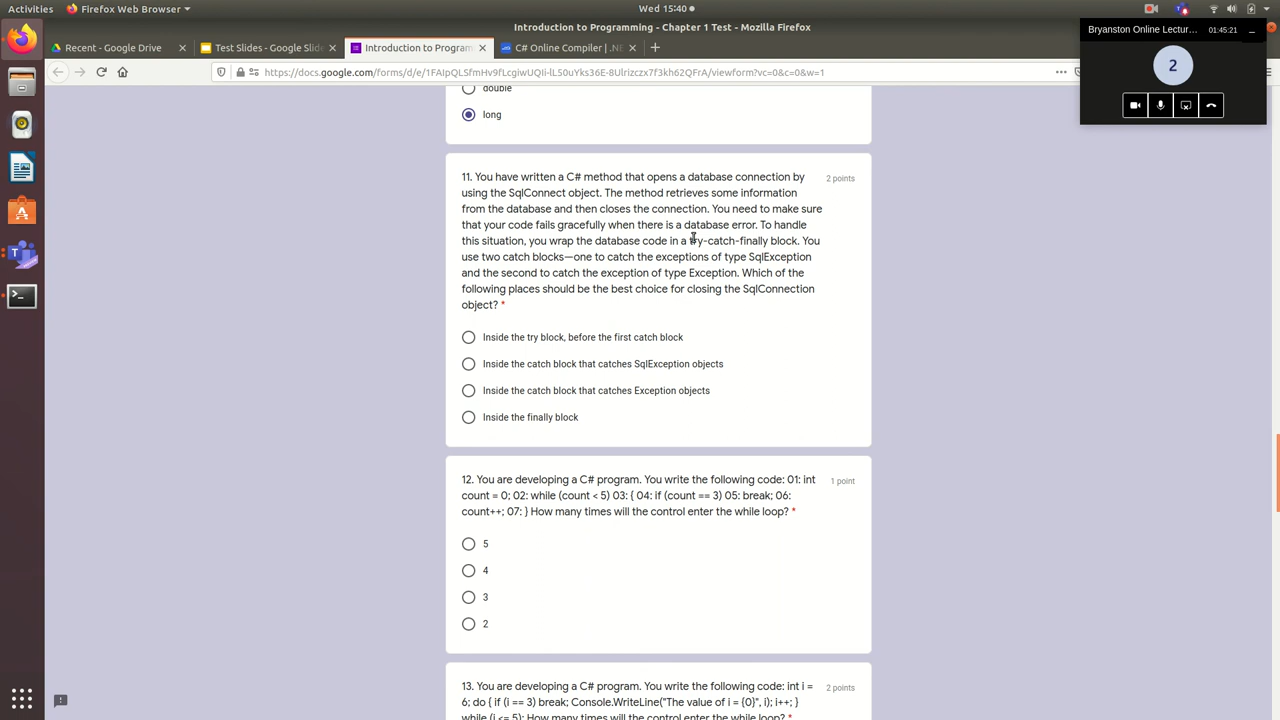 Activities
Firefox Web Browser
Wed 15:40
Introduction to Programming - Chapter 1 Test - Mozilla Firefox
Recent - Google Drive
Test Slides - Google Slide
Introduction to Program
C# Online Compiler | .NE
Bryanston Online Lectur...
01:45:21
2
https://docs.google.com/forms/d/e/
/viewform?vc=0&c=0&w=1
double
long
11. You have written a C# method that opens a database connection by
using the SqlConnect object. The method retrieves some information
from the database and then closes the connection. You need to make sure
that your code fails gracefully when there is a database error. To handle
this situation, you wrap the database code in a try-catch-finally block. You
use two catch blocks—one to catch the exceptions of type SqlException
and the second to catch the exception of type Exception. Which of the
following places should be the best choice for closing the SqlConnection
object? *
2 points
Inside the try block, before the first catch block
Inside the catch block that catches SqlException objects
Inside the catch block that catches Exception objects
Inside the finally block
12. You are developing a C# program. You write the following code: 01: int
count = 0; 02: while (count < 5) 03: { 04: if (count == 3) 05: break; 06:
count++; 07: } How many times will the control enter the while loop? *
1 point
5
4
3
2
13. You are developing a C# program. You write the following code: int i =
6; do { if (i == 3) break; Console.WriteLine("The value of i = {0}", i); i++; }
while (i <= 5); How many times will the control enter the while loop? *
2 points